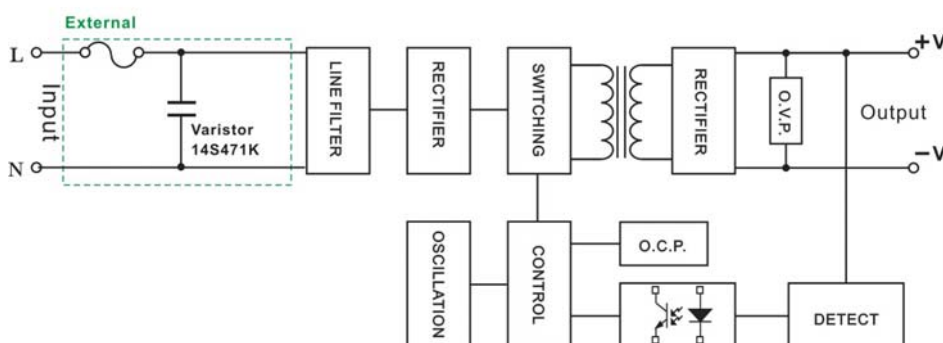 External
L
N
Input
Varistor
14S471K
LINE FILTER
RECTIFIER
SWITCHING
RECTIFIER
O.V.P.
+V
Output
-V
OSCILLATION
CONTROL
O.C.P.
DETECT